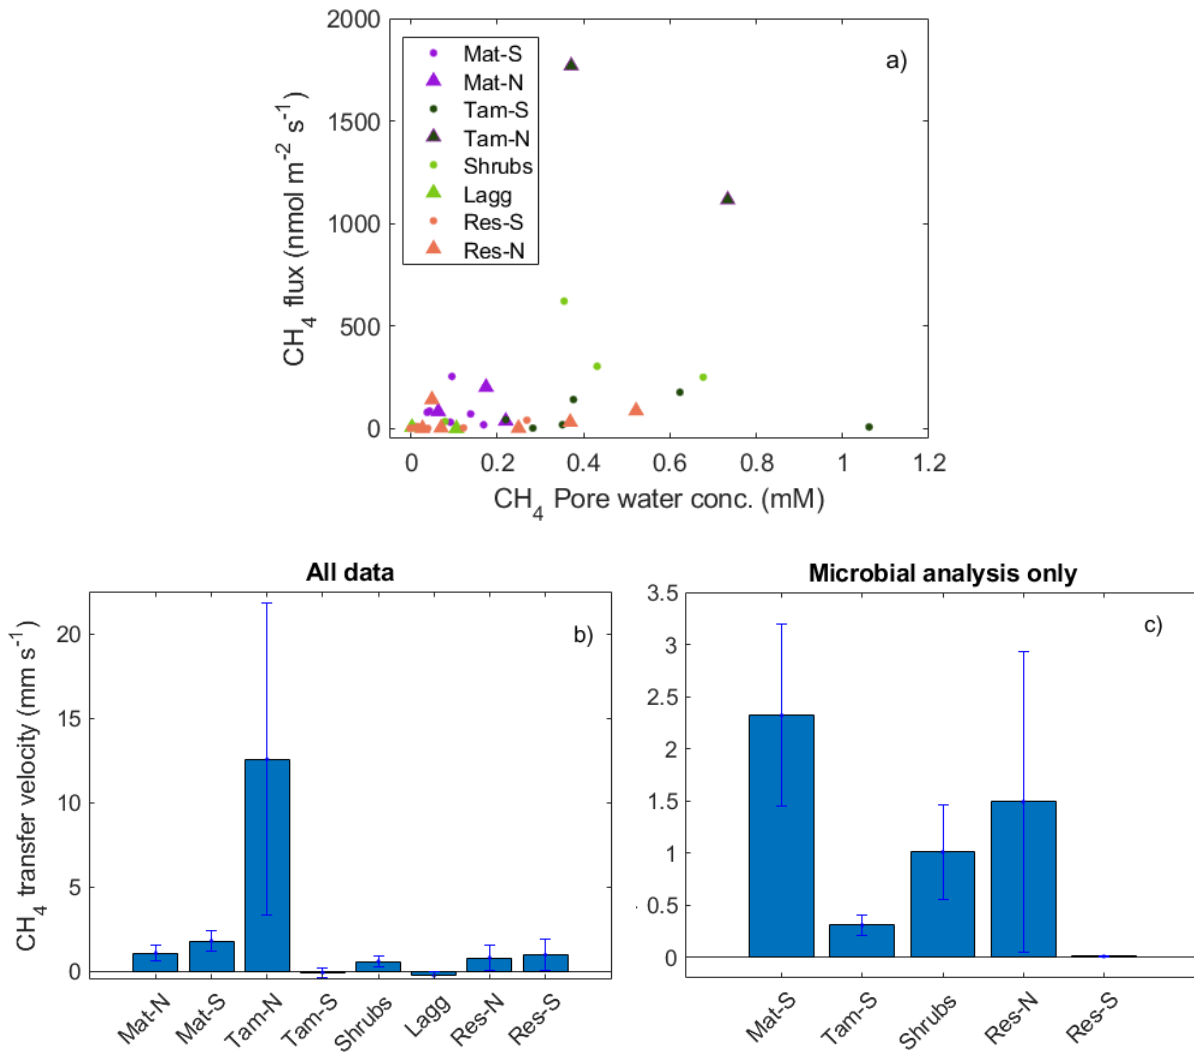 a)
CH₄ flux (nmol m⁻² s⁻¹)
2000
1500
1000
500
0
Mat-S
Mat-N
Tam-S
Tam-N
Shrubs
Lagg
Res-S
Res-N
0 0.2 0.4 0.6 0.8 1 1.2
CH₄ Pore water conc. (mM)
All data
b)
CH₄ transfer velocity (mm s⁻¹)
20
15
10
5
0
Mat-N Mat-S Tam-N Tam-S Shrubs Lagg Res-N Res-S
Microbial analysis only
c)
3.5
3
2.5
2
1.5
1
0.5
0
Mat-S Tam-S Shrubs Res-N Res-S